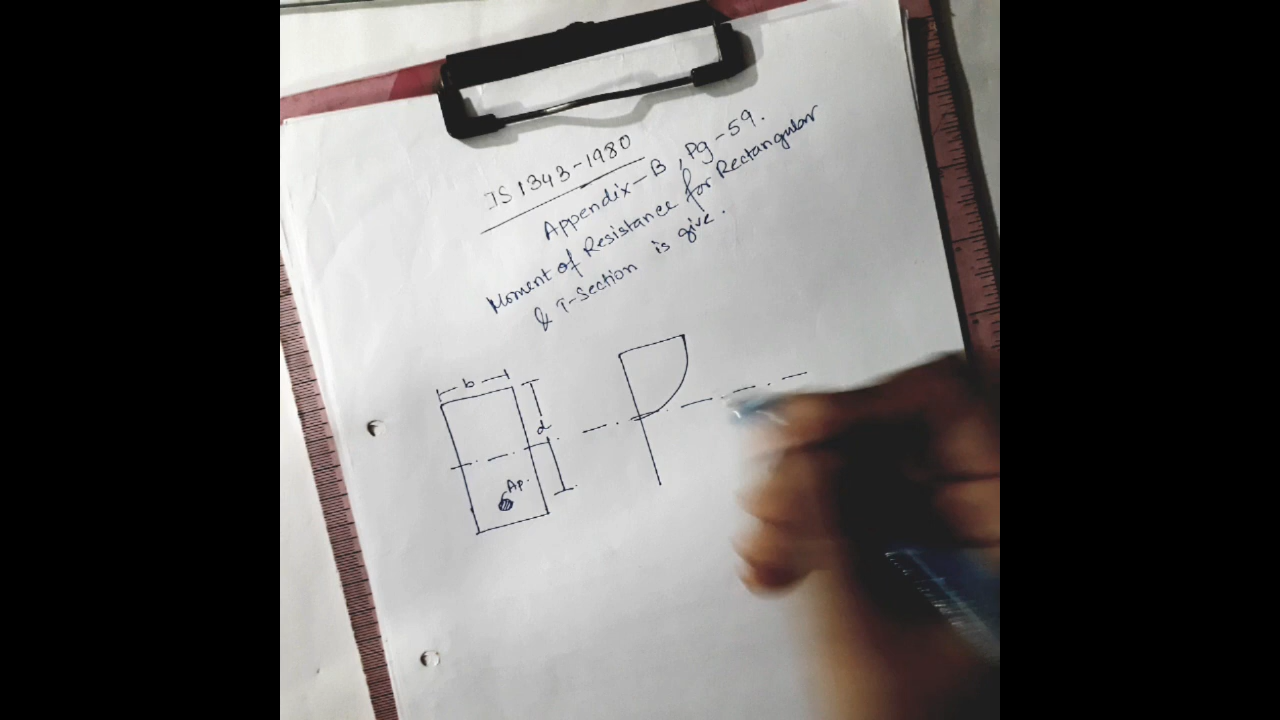 IS 1343-1980
Appendix-B, Pg-59.
Moment of Resistance for Rectangular
& T-Section is give.
b
d
Ap.